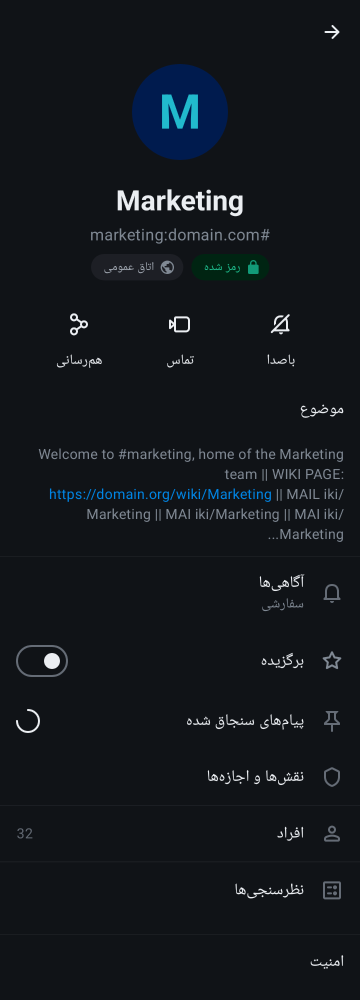 M
Marketing
#marketing:domain.com
رمز شده
اتاق عمومی
باصدا
تماس
هم‌رسانی
موضوع
Welcome to #marketing, home of the Marketing
team || WIKI PAGE:
https://domain.org/wiki/Marketing || MAIL iki/
Marketing || MAI iki/Marketing || MAI iki/
Marketing...
آگاهی‌ها
سفارشی
برگزیده
پیام‌های سنجاق شده
نقش‌ها و اجازه‌ها
افراد
32
نظرسنجی‌ها
امنیت